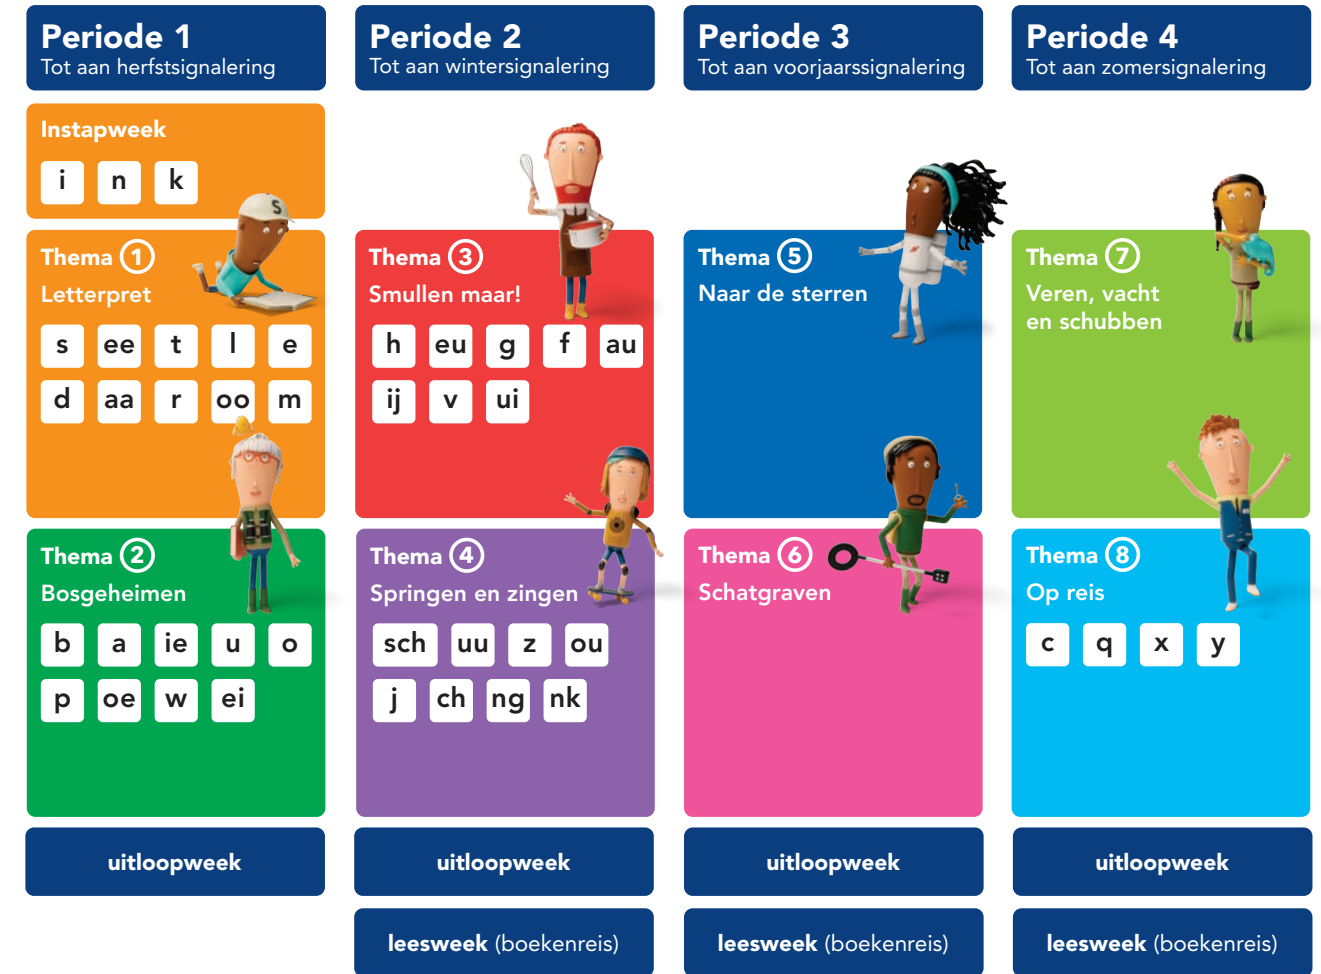 Periode 1
Tot aan herfstsignalering
Instapweek
i n k
Thema 1
Letterpret
s ee t l e
d aa r oo m
Thema 2
Bosgeheimen
b a ie u o
p oe w ei
uitloopweek
Periode 2
Tot aan wintersignalering
Thema 3
Smullen maar!
h eu g f au
ij v ui
Thema 4
Springen en zingen
sch uu z ou
j ch ng nk
uitloopweek
leesweek (boekenreis)
Periode 3
Tot aan voorjaarssignalering
Thema 5
Naar de sterren
Thema 6
Schatgraven
uitloopweek
leesweek (boekenreis)
Periode 4
Tot aan zomersignalering
Thema 7
Veren, vacht
en schubben
Thema 8
Op reis
c q x y
uitloopweek
leesweek (boekenreis)
S